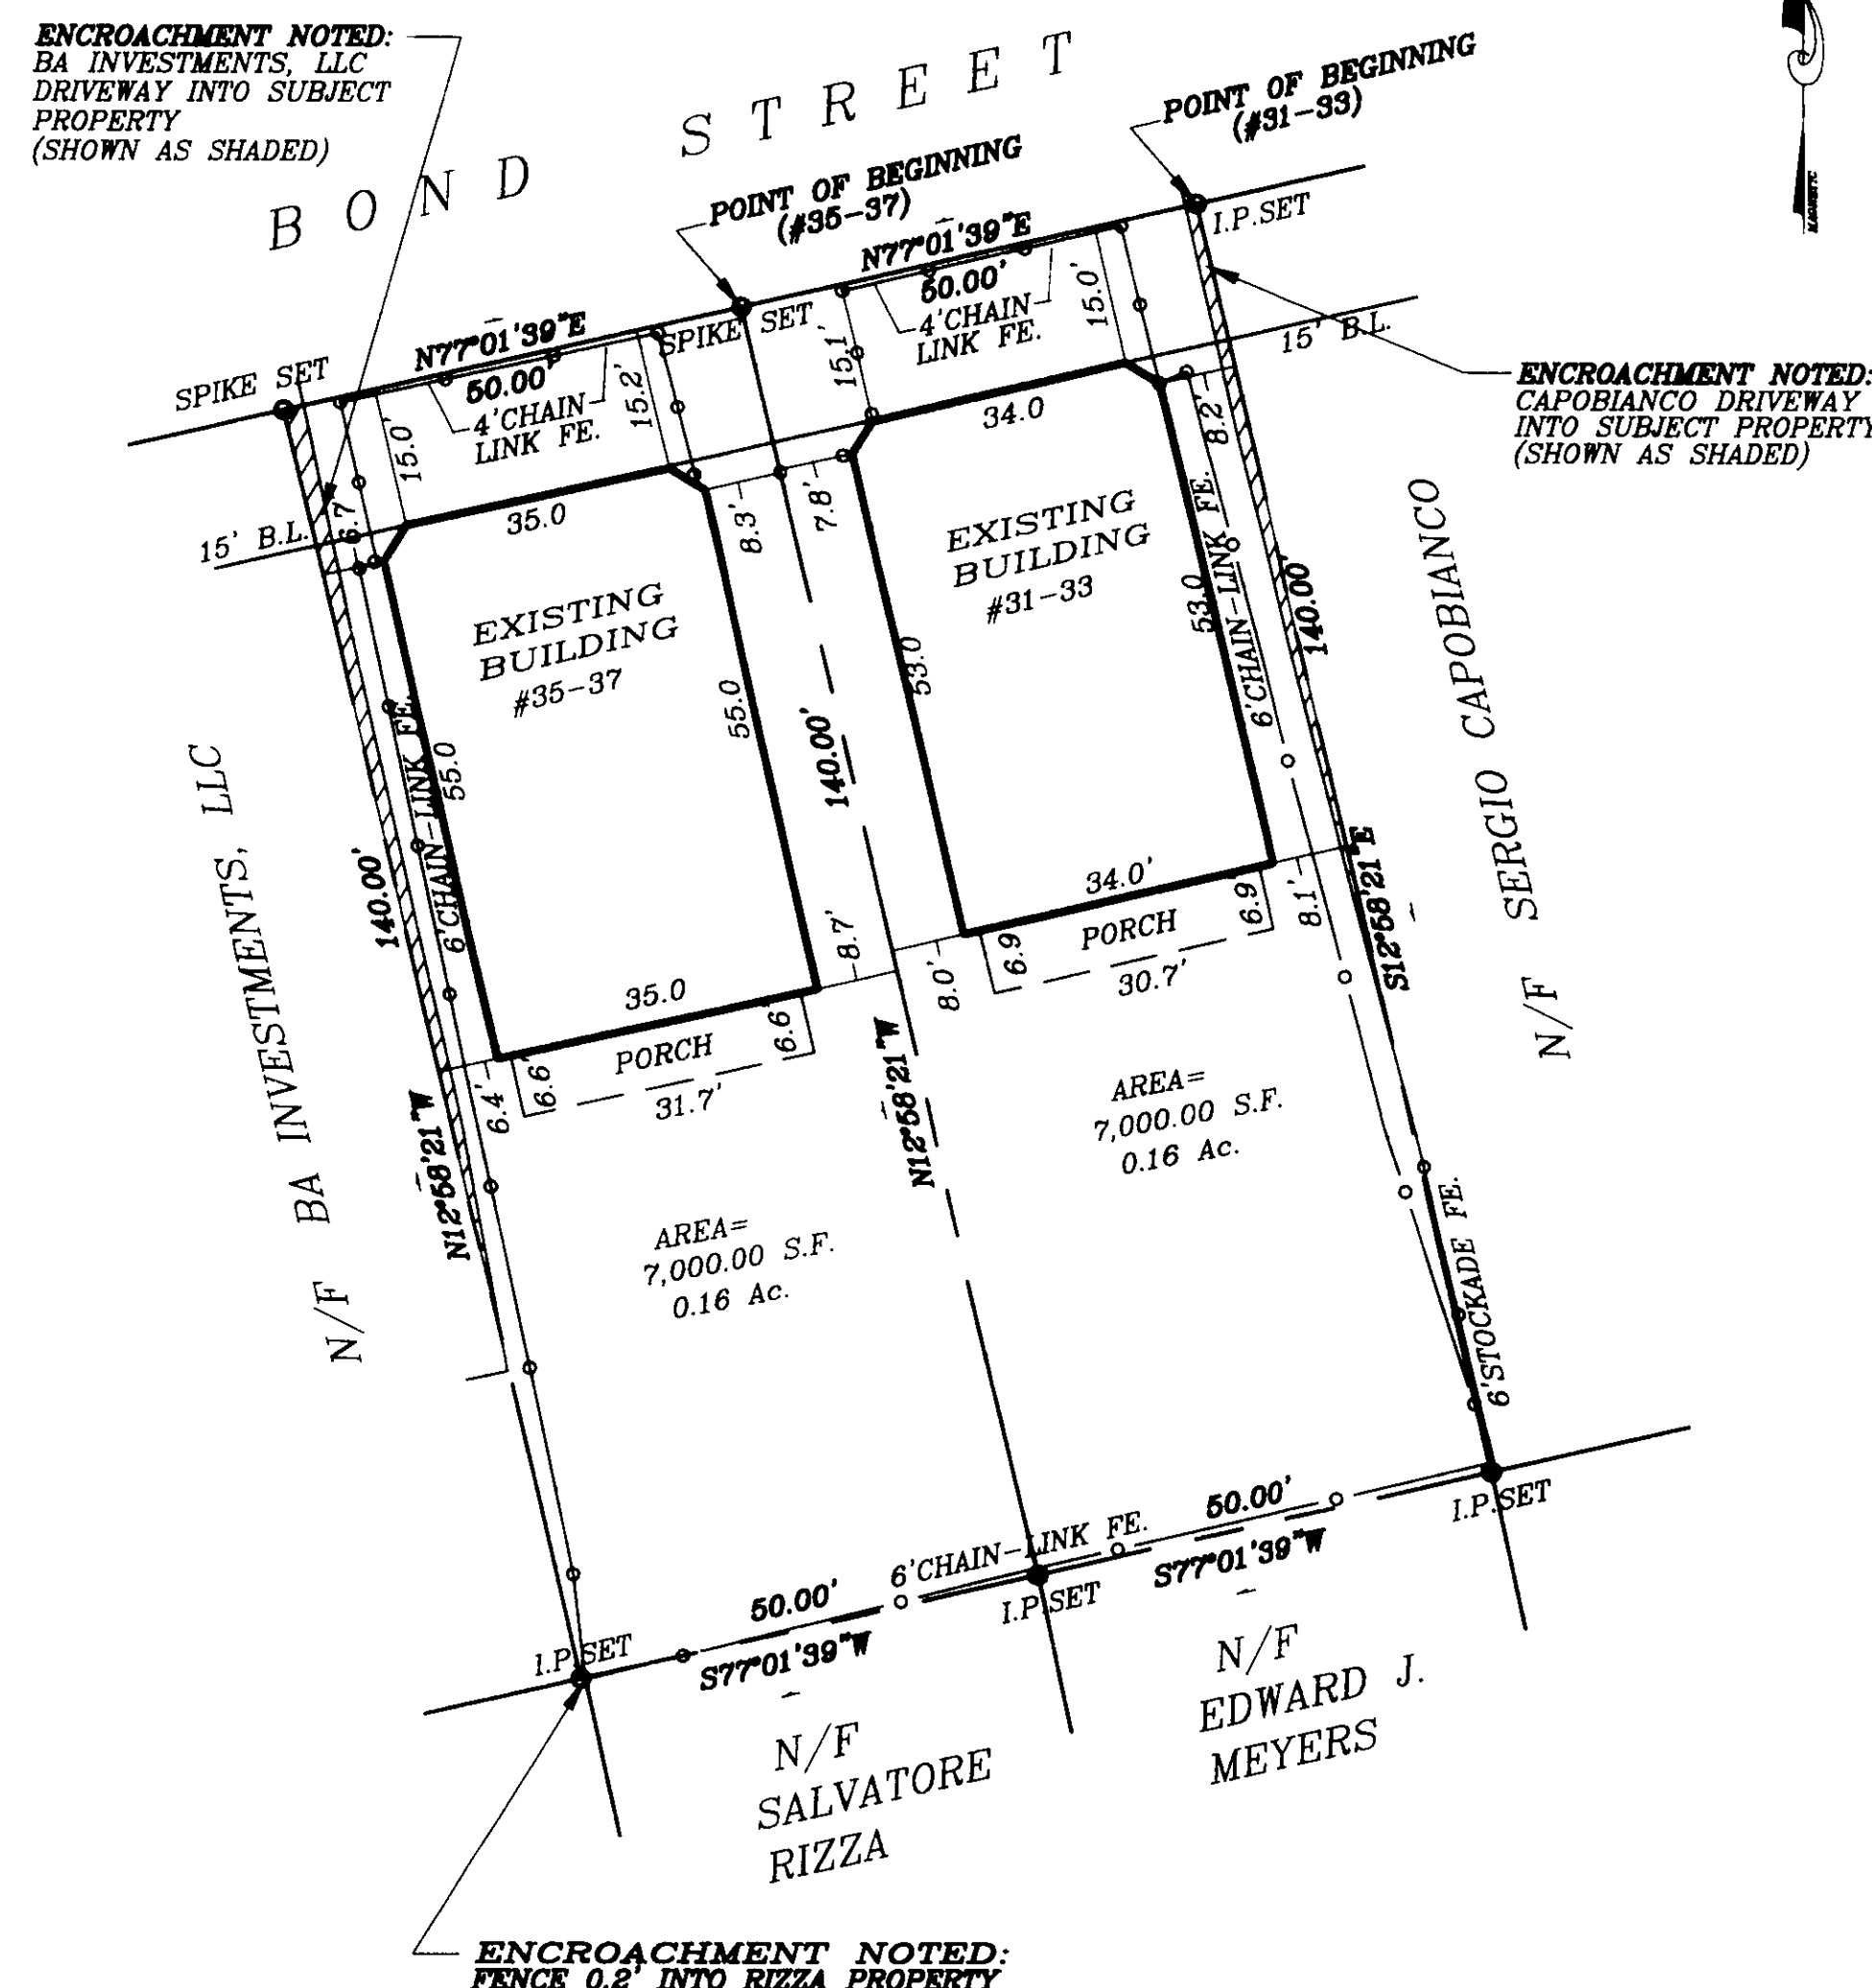 ENCROACHMENT NOTED:
BA INVESTMENTS, LLC
DRIVEWAY INTO SUBJECT
PROPERTY
(SHOWN AS SHADED)
BOND STREET
POINT OF BEGINNING
(#31-33)
POINT OF BEGINNING
(#35-37)
MAGNETIC
I.P.SET
N77°01'39"E
50.00'
4'CHAIN
LINK FE.
15.0'
15.1'
SPIKE SET
N77°01'39"E
50.00'
4'CHAIN
LINK FE.
15.2'
15.0'
SPIKE SET
15' B.L.
15' B.L.
ENCROACHMENT NOTED:
CAPOBIANCO DRIVEWAY
INTO SUBJECT PROPERTY
(SHOWN AS SHADED)
6.7
35.0
8.3'
7.8'
34.0
8.2'
EXISTING
BUILDING
#35-37
EXISTING
BUILDING
#31-33
55.0
55.0
53.0
53.0
6'CHAIN-LINK FE.
6'CHAIN-LINK FE.
140.00'
140.00'
140.00'
N/F BA INVESTMENTS, LLC
N/F SERGIO CAPOBIANCO
34.0'
PORCH
30.7'
6.9
6.9
8.1'
8.0'
8.7'
35.0
PORCH
31.7'
6.6
6.6
6.4'
N12°58'21"W
N12°58'21"W
S12°58'21"E
AREA=
7,000.00 S.F.
0.16 Ac.
AREA=
7,000.00 S.F.
0.16 Ac.
6'STOCKADE FE.
I.P.SET
50.00'
S77°01'39"W
6'CHAIN-LINK FE.
I.P.SET
50.00'
S77°01'39"W
I.P.SET
N/F
EDWARD J.
MEYERS
N/F
SALVATORE
RIZZA
ENCROACHMENT NOTED:
FENCE 0.2' INTO RIZZA PROPERTY